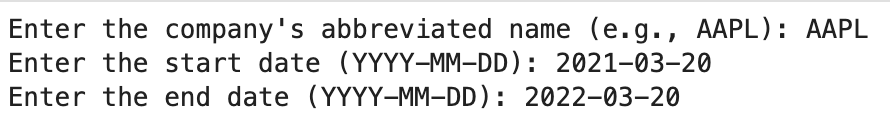 Enter the company's abbreviated name (e.g., AAPL): AAPL
Enter the start date (YYYY-MM-DD): 2021-03-20
Enter the end date (YYYY-MM-DD): 2022-03-20